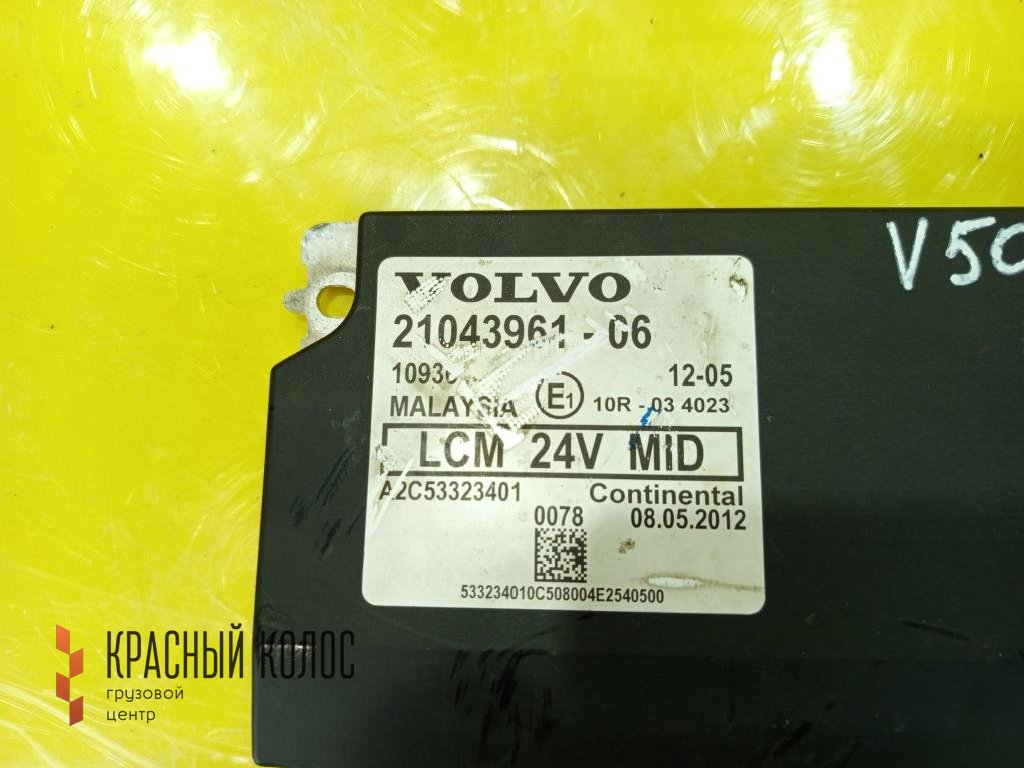 V50
VOLVO
21043961 - 06
12-05
MALAYSIA E1 10R - 03 4023
LCM 24V MID
A2C53323401 Continental
0078 08.05.2012
533234010C508004E2540500
КРАСНЫЙ КОЛОС
грузовой
центр